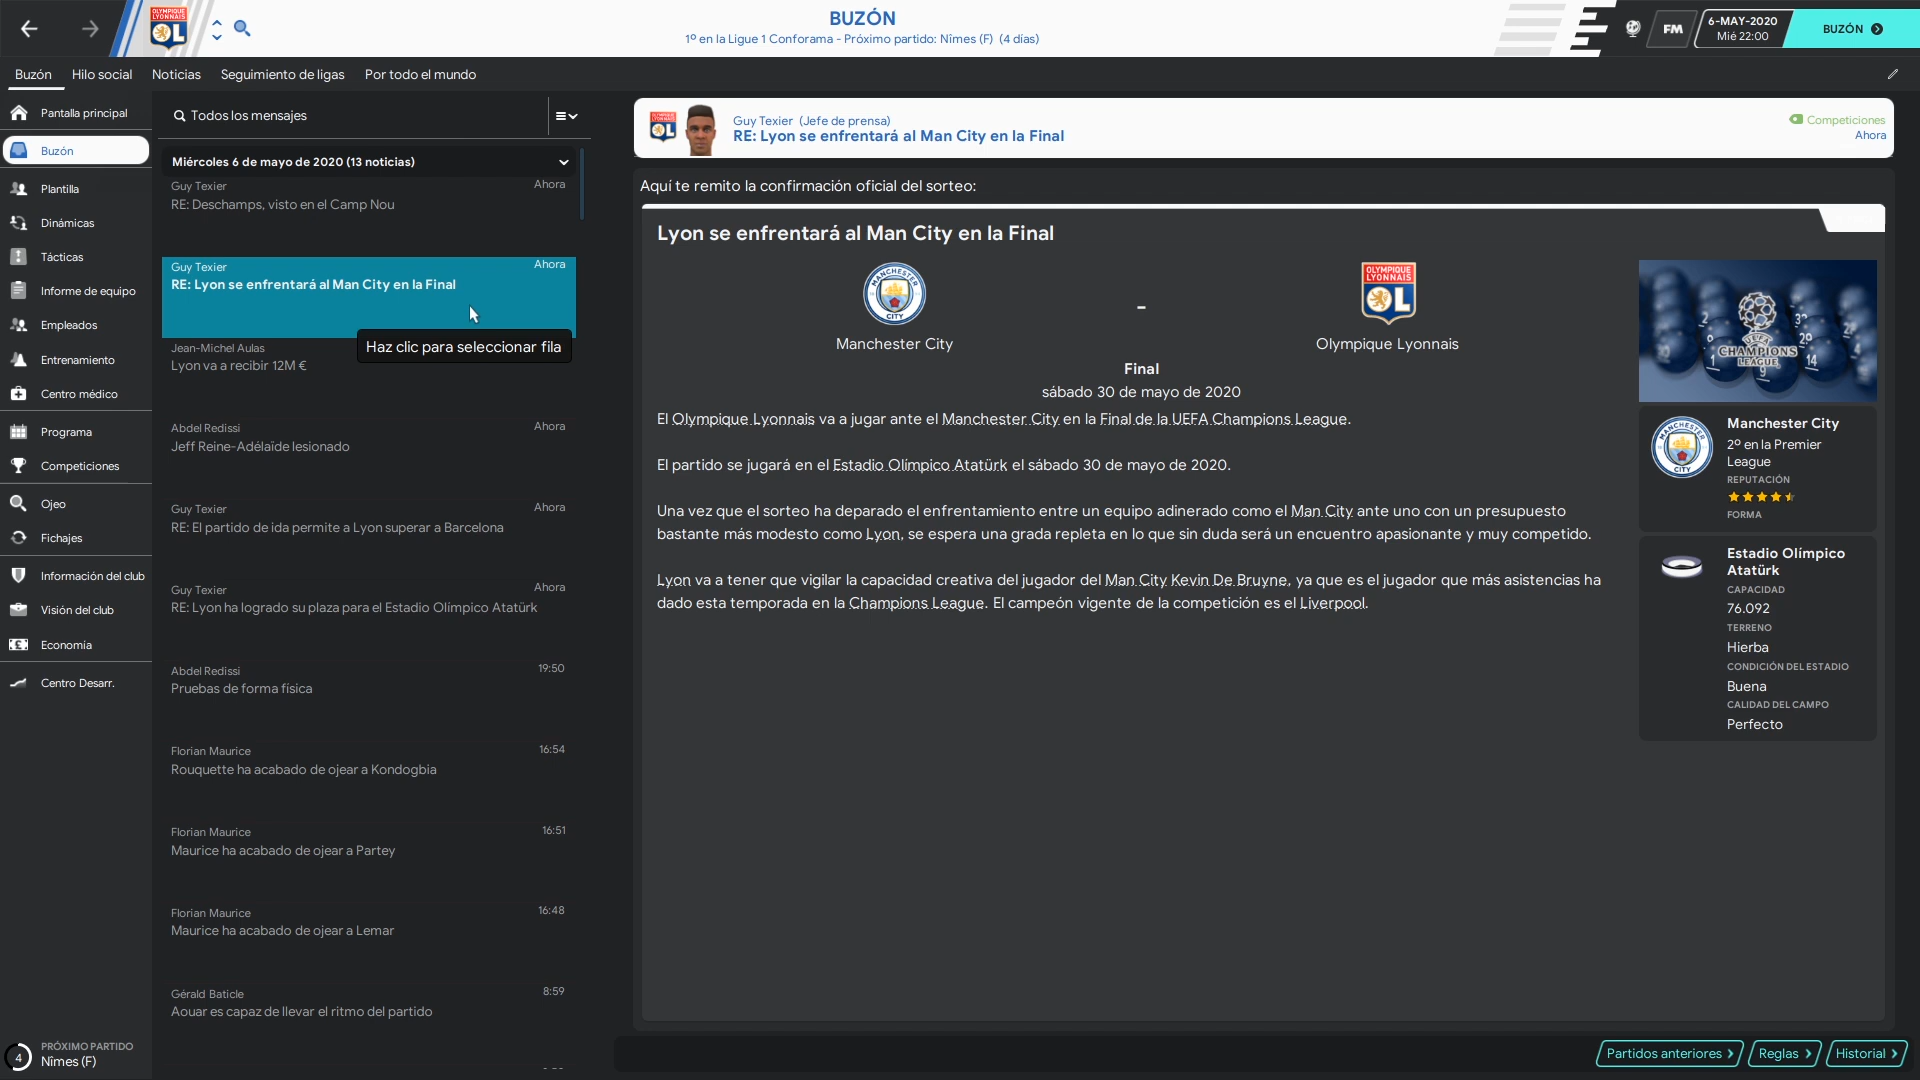 BUZÓN
1º en la Ligue 1 Conforama - Próximo partido: Nîmes (F) (4 días)
FM
6-MAY-2020
Mié 22:00
BUZÓN
Buzón
Hilo social
Noticias
Seguimiento de ligas
Por todo el mundo
Pantalla principal
Buzón
Plantilla
Dinámicas
Tácticas
Informe de equipo
Empleados
Entrenamiento
Centro médico
Programa
Competiciones
Ojeo
Fichajes
Información del club
Visión del club
Economía
Centro Desarr.
4
PRÓXIMO PARTIDO
Nîmes (F)
Todos los mensajes
Miércoles 6 de mayo de 2020 (13 noticias)
Guy Texier
Ahora
RE: Deschamps, visto en el Camp Nou
Guy Texier
Ahora
RE: Lyon se enfrentará al Man City en la Final
Haz clic para seleccionar fila
Jean-Michel Aulas
Lyon va a recibir 12M €
Abdel Redissi
Ahora
Jeff Reine-Adélaïde lesionado
Guy Texier
Ahora
RE: El partido de ida permite a Lyon superar a Barcelona
Guy Texier
Ahora
RE: Lyon ha logrado su plaza para el Estadio Olímpico Atatürk
Abdel Redissi
19:50
Pruebas de forma física
Florian Maurice
16:54
Rouquette ha acabado de ojear a Kondogbia
Florian Maurice
16:51
Maurice ha acabado de ojear a Partey
Florian Maurice
16:48
Maurice ha acabado de ojear a Lemar
Gérald Baticle
8:59
Aouar es capaz de llevar el ritmo del partido
Guy Texier (Jefe de prensa)
RE: Lyon se enfrentará al Man City en la Final
Competiciones
Ahora
Aquí te remito la confirmación oficial del sorteo:
Lyon se enfrentará al Man City en la Final
MANCHESTER
CITY
OLYMPIQUE
LYONNAIS
OL
-
Manchester City
Olympique Lyonnais
Final
sábado 30 de mayo de 2020
El Olympique Lyonnais va a jugar ante el Manchester City en la Final de la UEFA Champions League.
El partido se jugará en el Estadio Olímpico Atatürk el sábado 30 de mayo de 2020.
Una vez que el sorteo ha deparado el enfrentamiento entre un equipo adinerado como el Man City ante uno con un presupuesto
bastante más modesto como Lyon, se espera una grada repleta en lo que sin duda será un encuentro apasionante y muy competido.
Lyon va a tener que vigilar la capacidad creativa del jugador del Man City Kevin De Bruyne, ya que es el jugador que más asistencias ha
dado esta temporada en la Champions League. El campeón vigente de la competición es el Liverpool.
CHAMPIONS
LEAGUE
Manchester City
2º en la Premier
League
REPUTACIÓN
FORMA
Estadio Olímpico
Atatürk
CAPACIDAD
76.092
TERRENO
Hierba
CONDICIÓN DEL ESTADIO
Buena
CALIDAD DEL CAMPO
Perfecto
Partidos anteriores
Reglas
Historial